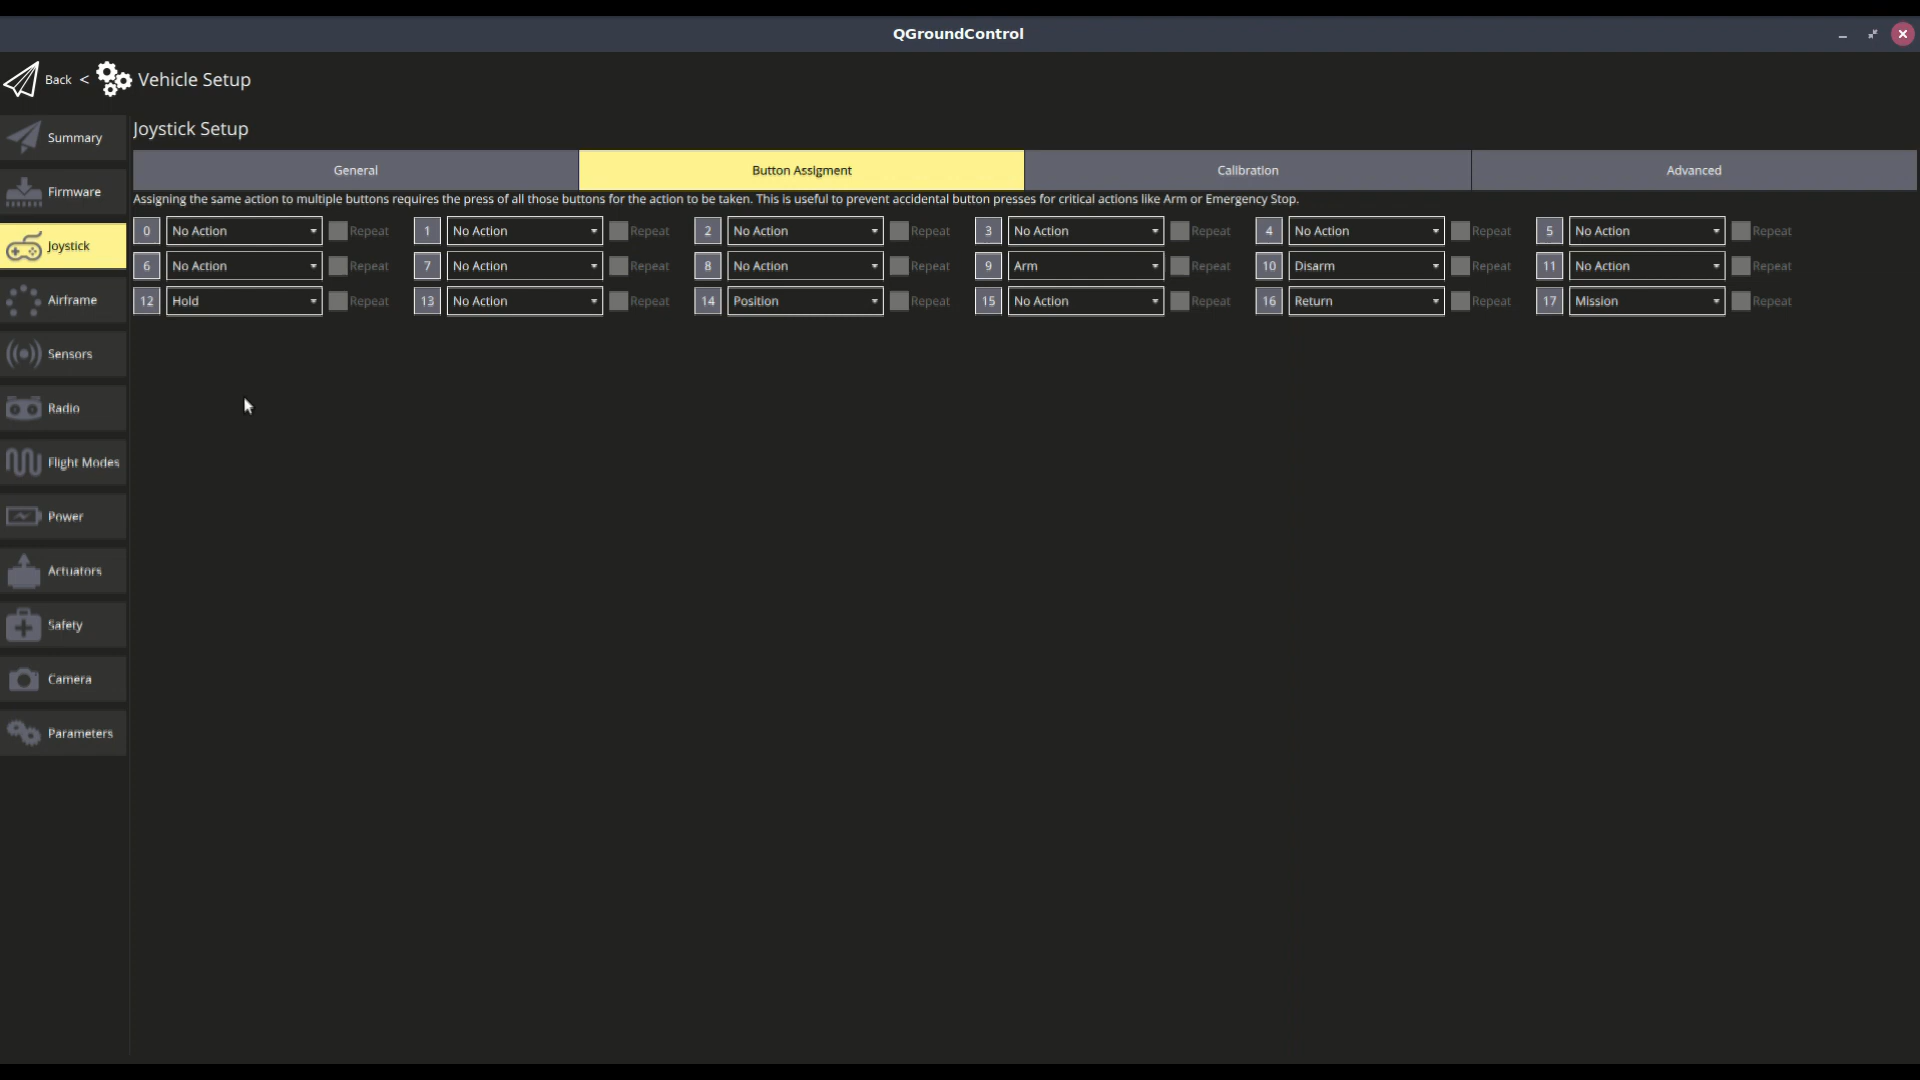 QGroundControl
Back < Vehicle Setup
Summary
Firmware
Joystick
Airframe
Sensors
Radio
Flight Modes
Power
Actuators
Safety
Camera
Parameters
Joystick Setup
General Button Assigment Calibration Advanced
Assigning the same action to multiple buttons requires the press of all those buttons for the action to be taken. This is useful to prevent accidental button presses for critical actions like Arm or Emergency Stop.
0 No Action Repeat 1 No Action Repeat 2 No Action Repeat 3 No Action Repeat 4 No Action Repeat 5 No Action Repeat
6 No Action Repeat 7 No Action Repeat 8 No Action Repeat 9 Arm Repeat 10 Disarm Repeat 11 No Action Repeat
12 Hold Repeat 13 No Action Repeat 14 Position Repeat 15 No Action Repeat 16 Return Repeat 17 Mission Repeat